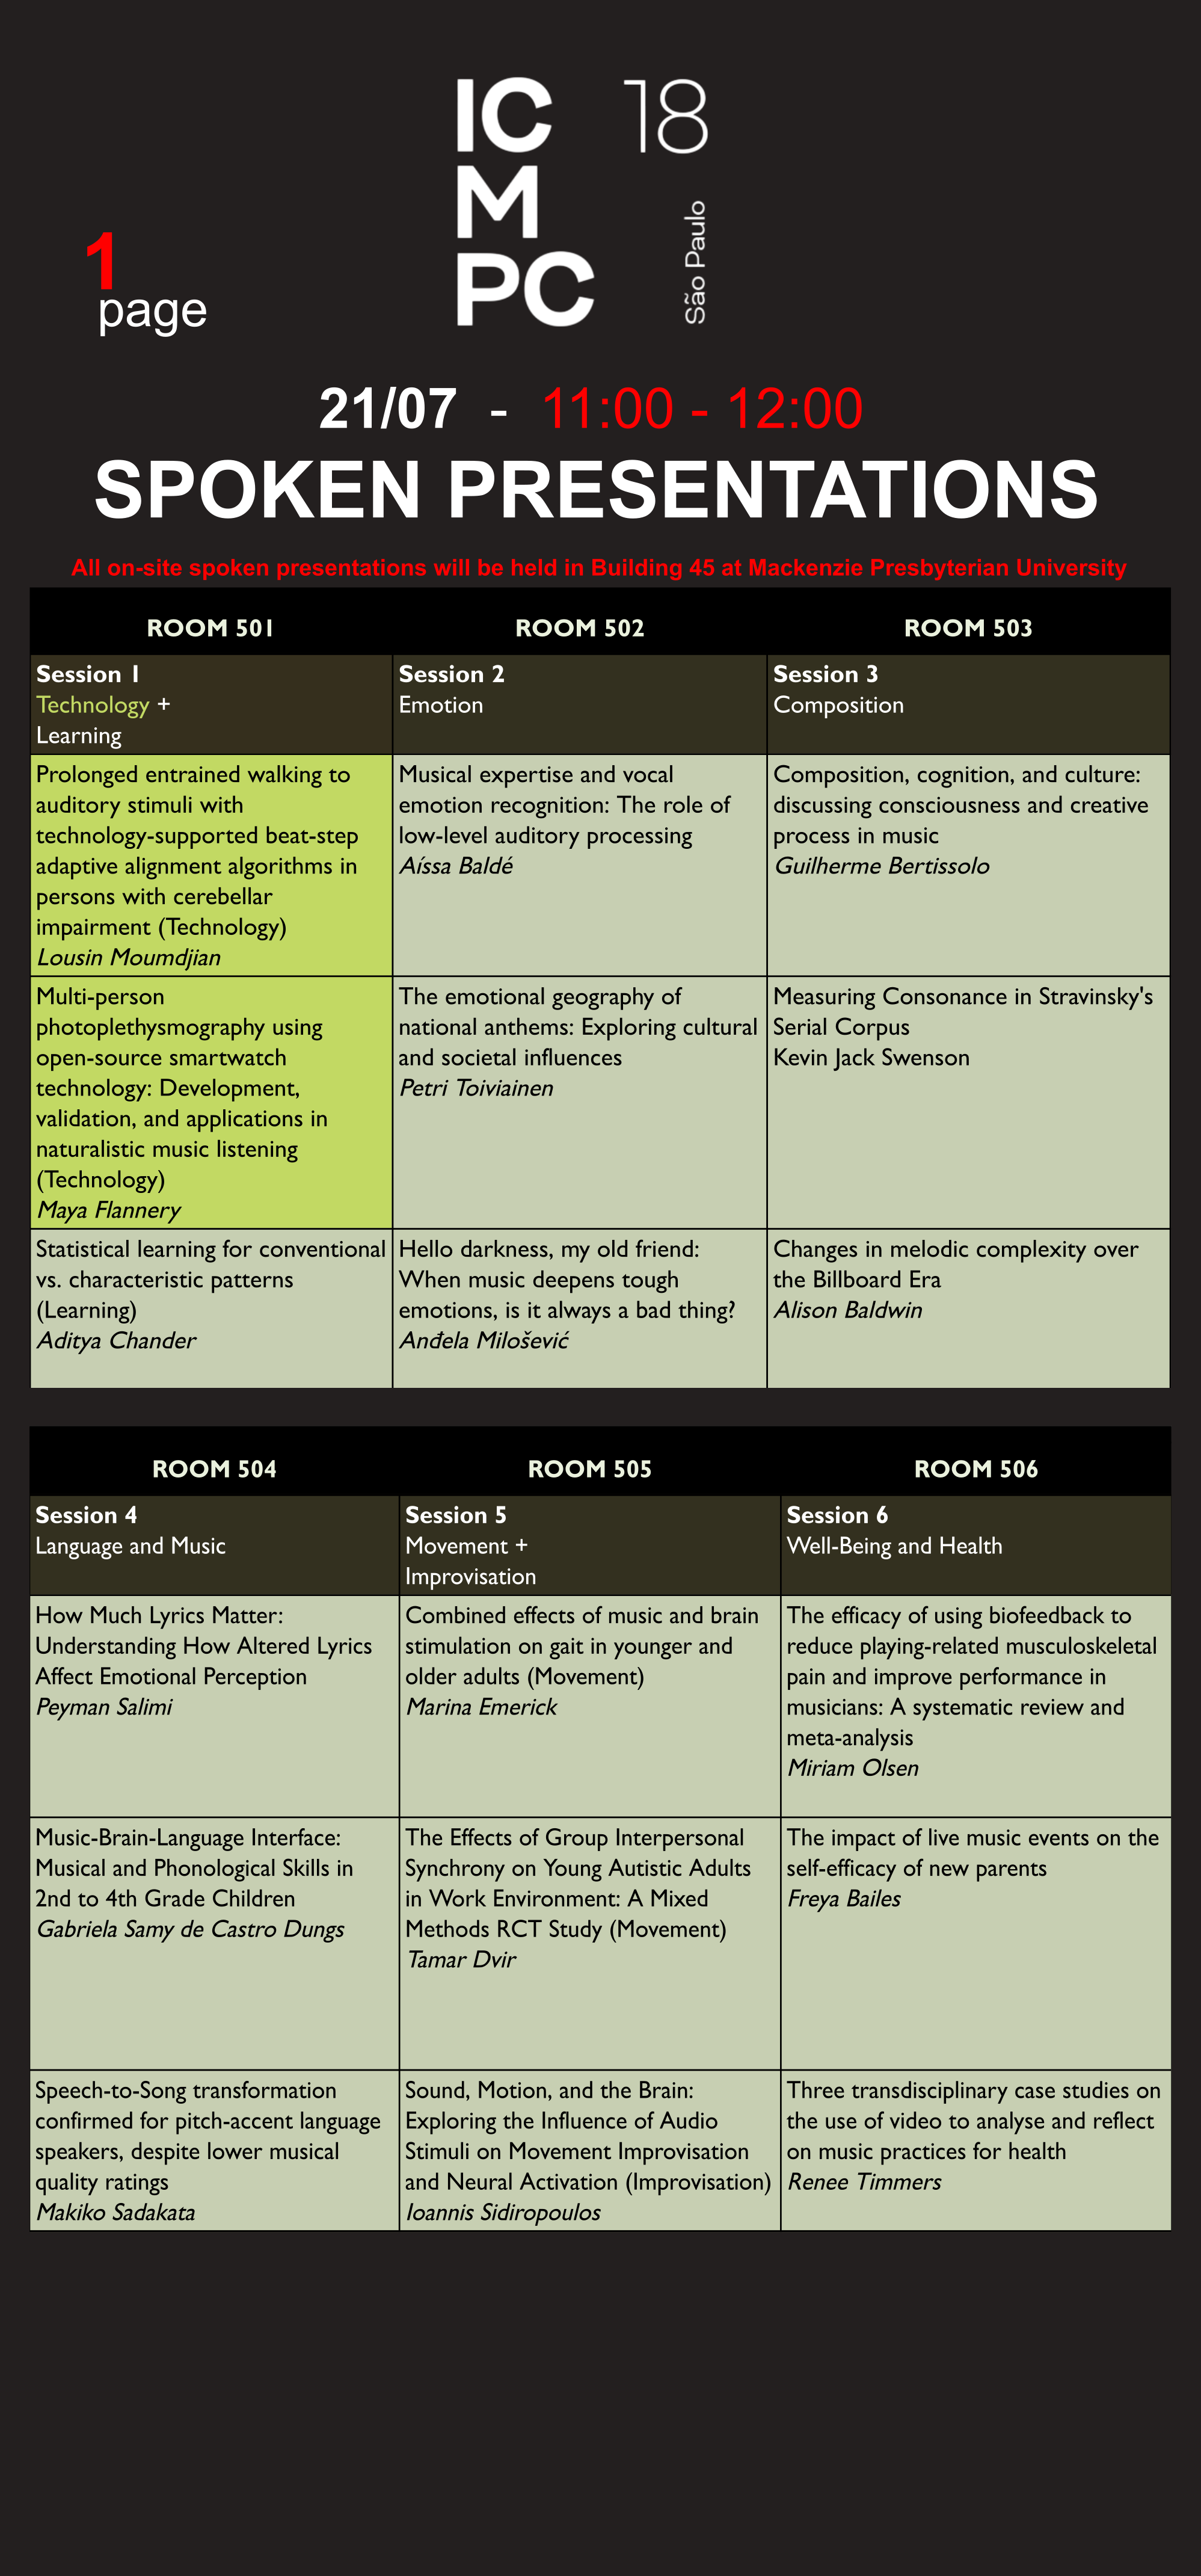 IC
M
PC
18
São Paulo
1
page
21/07 - 11:00 - 12:00
SPOKEN PRESENTATIONS
All on-site spoken presentations will be held in Building 45 at Mackenzie Presbyterian University
ROOM 501
Session 1
Technology +
Learning
Prolonged entrained walking to
auditory stimuli with
technology-supported beat-step
adaptive alignment algorithms in
persons with cerebellar
impairment (Technology)
Lousin Moumdjian
Multi-person
photoplethysmography using
open-source smartwatch
technology: Development,
validation, and applications in
naturalistic music listening
(Technology)
Maya Flannery
Statistical learning for conventional
vs. characteristic patterns
(Learning)
Aditya Chander
ROOM 502
Session 2
Emotion
Musical expertise and vocal
emotion recognition: The role of
low-level auditory processing
Aíssa Baldé
The emotional geography of
national anthems: Exploring cultural
and societal influences
Petri Toiviainen
Hello darkness, my old friend:
When music deepens tough
emotions, is it always a bad thing?
Anđela Milošević
ROOM 503
Session 3
Composition
Composition, cognition, and culture:
discussing consciousness and creative
process in music
Guilherme Bertissolo
Measuring Consonance in Stravinsky's
Serial Corpus
Kevin Jack Swenson
Changes in melodic complexity over
the Billboard Era
Alison Baldwin
ROOM 504
Session 4
Language and Music
How Much Lyrics Matter:
Understanding How Altered Lyrics
Affect Emotional Perception
Peyman Salimi
Music-Brain-Language Interface:
Musical and Phonological Skills in
2nd to 4th Grade Children
Gabriela Samy de Castro Dungs
Speech-to-Song transformation
confirmed for pitch-accent language
speakers, despite lower musical
quality ratings
Makiko Sadakata
ROOM 505
Session 5
Movement +
Improvisation
Combined effects of music and brain
stimulation on gait in younger and
older adults (Movement)
Marina Emerick
The Effects of Group Interpersonal
Synchrony on Young Autistic Adults
in Work Environment: A Mixed
Methods RCT Study (Movement)
Tamar Dvir
Sound, Motion, and the Brain:
Exploring the Influence of Audio
Stimuli on Movement Improvisation
and Neural Activation (Improvisation)
Ioannis Sidiropoulos
ROOM 506
Session 6
Well-Being and Health
The efficacy of using biofeedback to
reduce playing-related musculoskeletal
pain and improve performance in
musicians: A systematic review and
meta-analysis
Miriam Olsen
The impact of live music events on the
self-efficacy of new parents
Freya Bailes
Three transdisciplinary case studies on
the use of video to analyse and reflect
on music practices for health
Renee Timmers